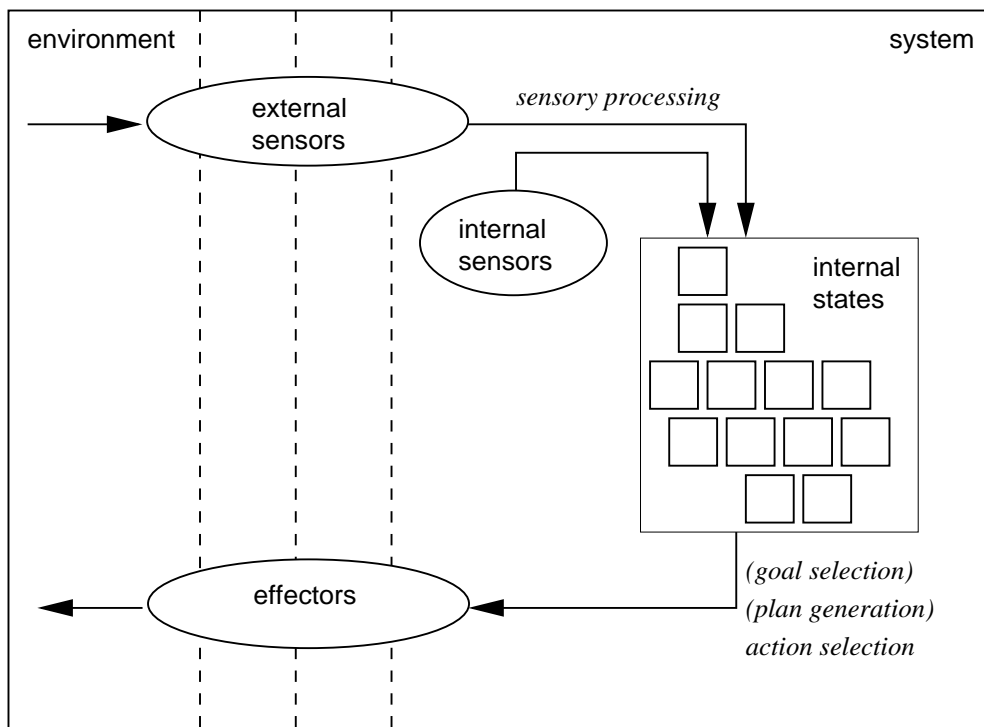 environment
system
external
sensors
sensory processing
internal
sensors
internal
states
effectors
(goal selection)
(plan generation)
action selection